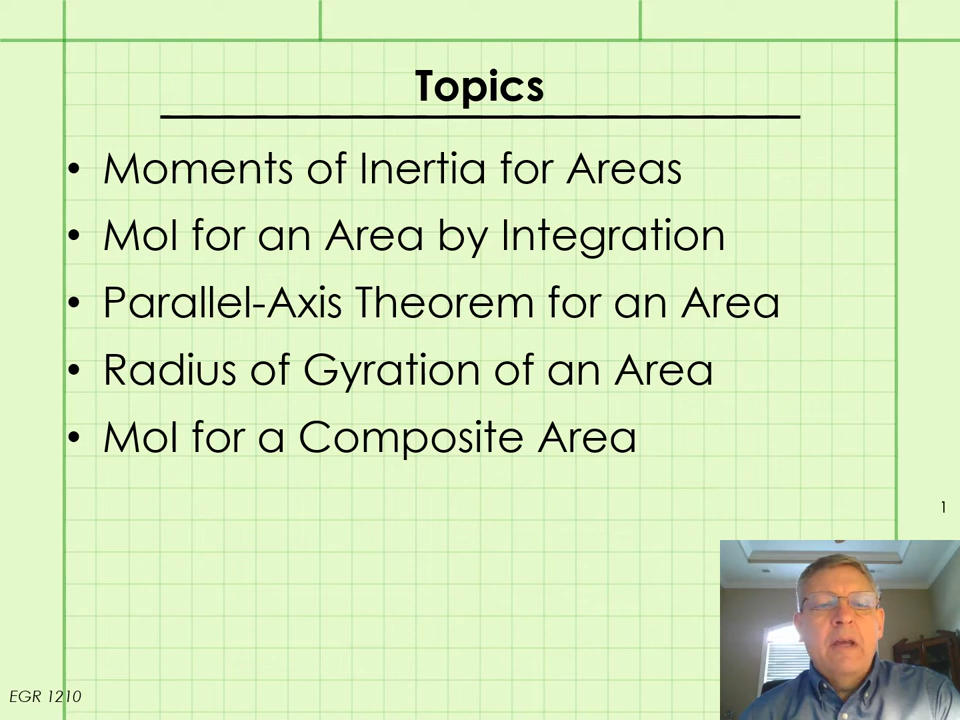 Topics
• Moments of Inertia for Areas
• MoI for an Area by Integration
• Parallel-Axis Theorem for an Area
• Radius of Gyration of an Area
• MoI for a Composite Area
1
EGR 1210